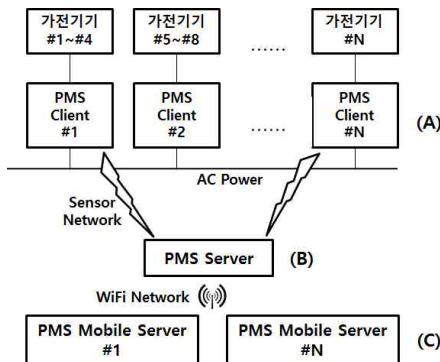 가전기기 가전기기 가전기기
#1~#4 #5~#8 ...... #N
PMS PMS PMS
Client Client Client
#1 #2 ...... #N (A)
AC Power
Sensor
Network
PMS Server (B)
WiFi Network
PMS Mobile Server PMS Mobile Server
#1 #N (C)